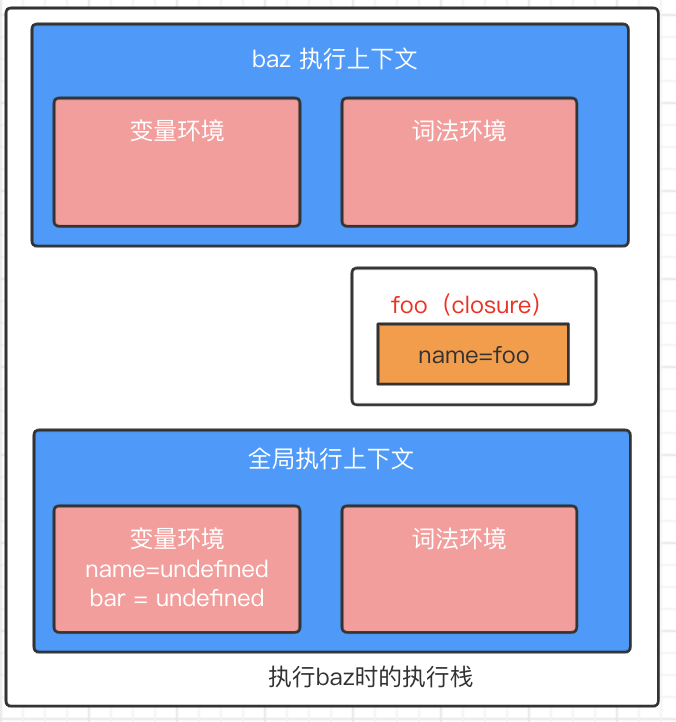 baz 执行上下文
变量环境
词法环境
foo（closure）
name=foo
全局执行上下文
变量环境
name=undefined
bar = undefined
词法环境
执行baz时的执行栈